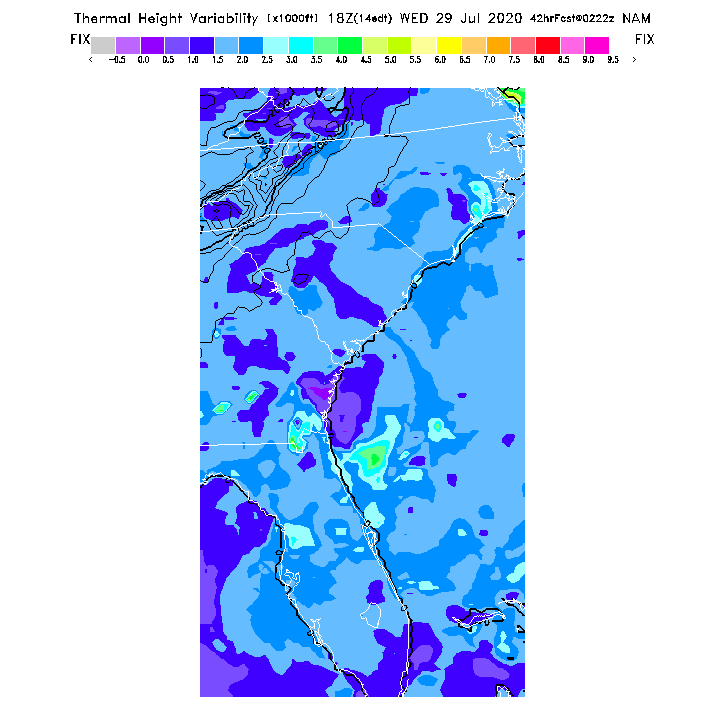 Thermal Height Variability [x1000ft] 18Z(14edt) WED 29 Jul 2020 42hrFcst@0222z NAM
FIX FIX
< -0.5 0.0 0.5 1.0 1.5 2.0 2.5 3.0 3.5 4.0 4.5 5.0 5.5 6.0 6.5 7.0 7.5 8.0 8.5 9.0 9.5 >